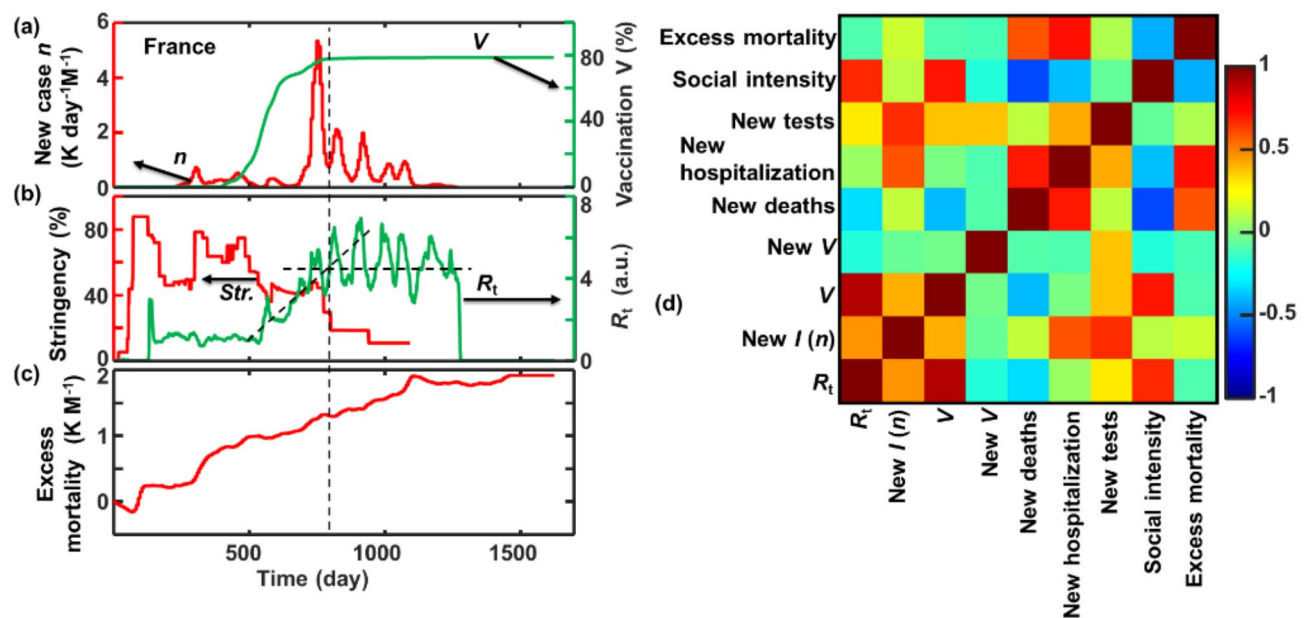 (a)
France
New case n
(K day⁻¹M⁻¹)
6
4
2
0
n
V
80
40
0
Vaccination V (%)
(b)
Stringency (%)
80
40
0
Str.
Rt
8
4
0
Rt (a.u.)
(c)
Excess
mortality (K M⁻¹)
2
1
0
500
1000
1500
Time (day)
(d)
Excess mortality
Social intensity
New tests
New
hospitalization
New deaths
New V
V
New I (n)
Rt
Rt
New I (n)
V
New V
New deaths
New hospitalization
New tests
Social intensity
Excess mortality
1
0.5
0
-0.5
-1